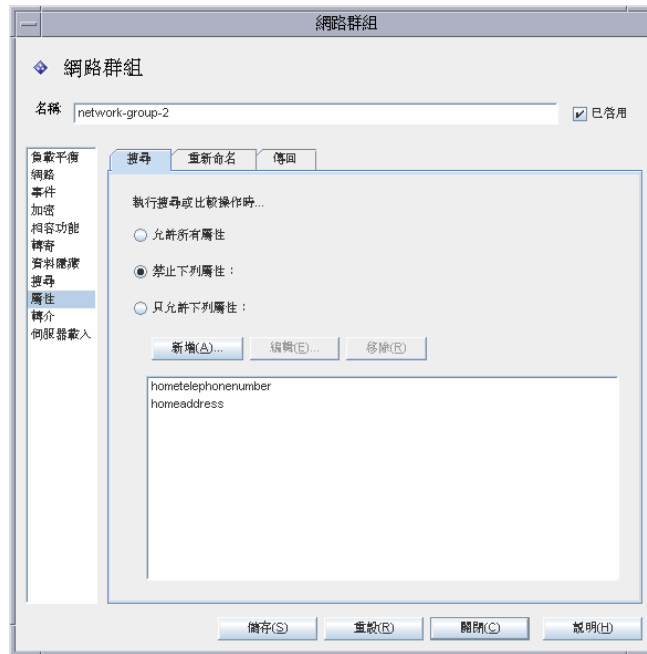 網路群組
網路群組
名稱 network-group-2 已啓用
負載平衡
網路
事件
加密
相容功能
轉寄
資料隱藏
搜尋
屬性
轉介
伺服器載入
搜尋 重新命名 傳回
執行搜尋或比較操作時...
允許所有屬性
禁止下列屬性：
只允許下列屬性：
新增(A)... 編輯(E)... 移除(R)
hometelephonenumber
homeaddress
儲存(S) 重設(R) 關閉(C) 說明(H)